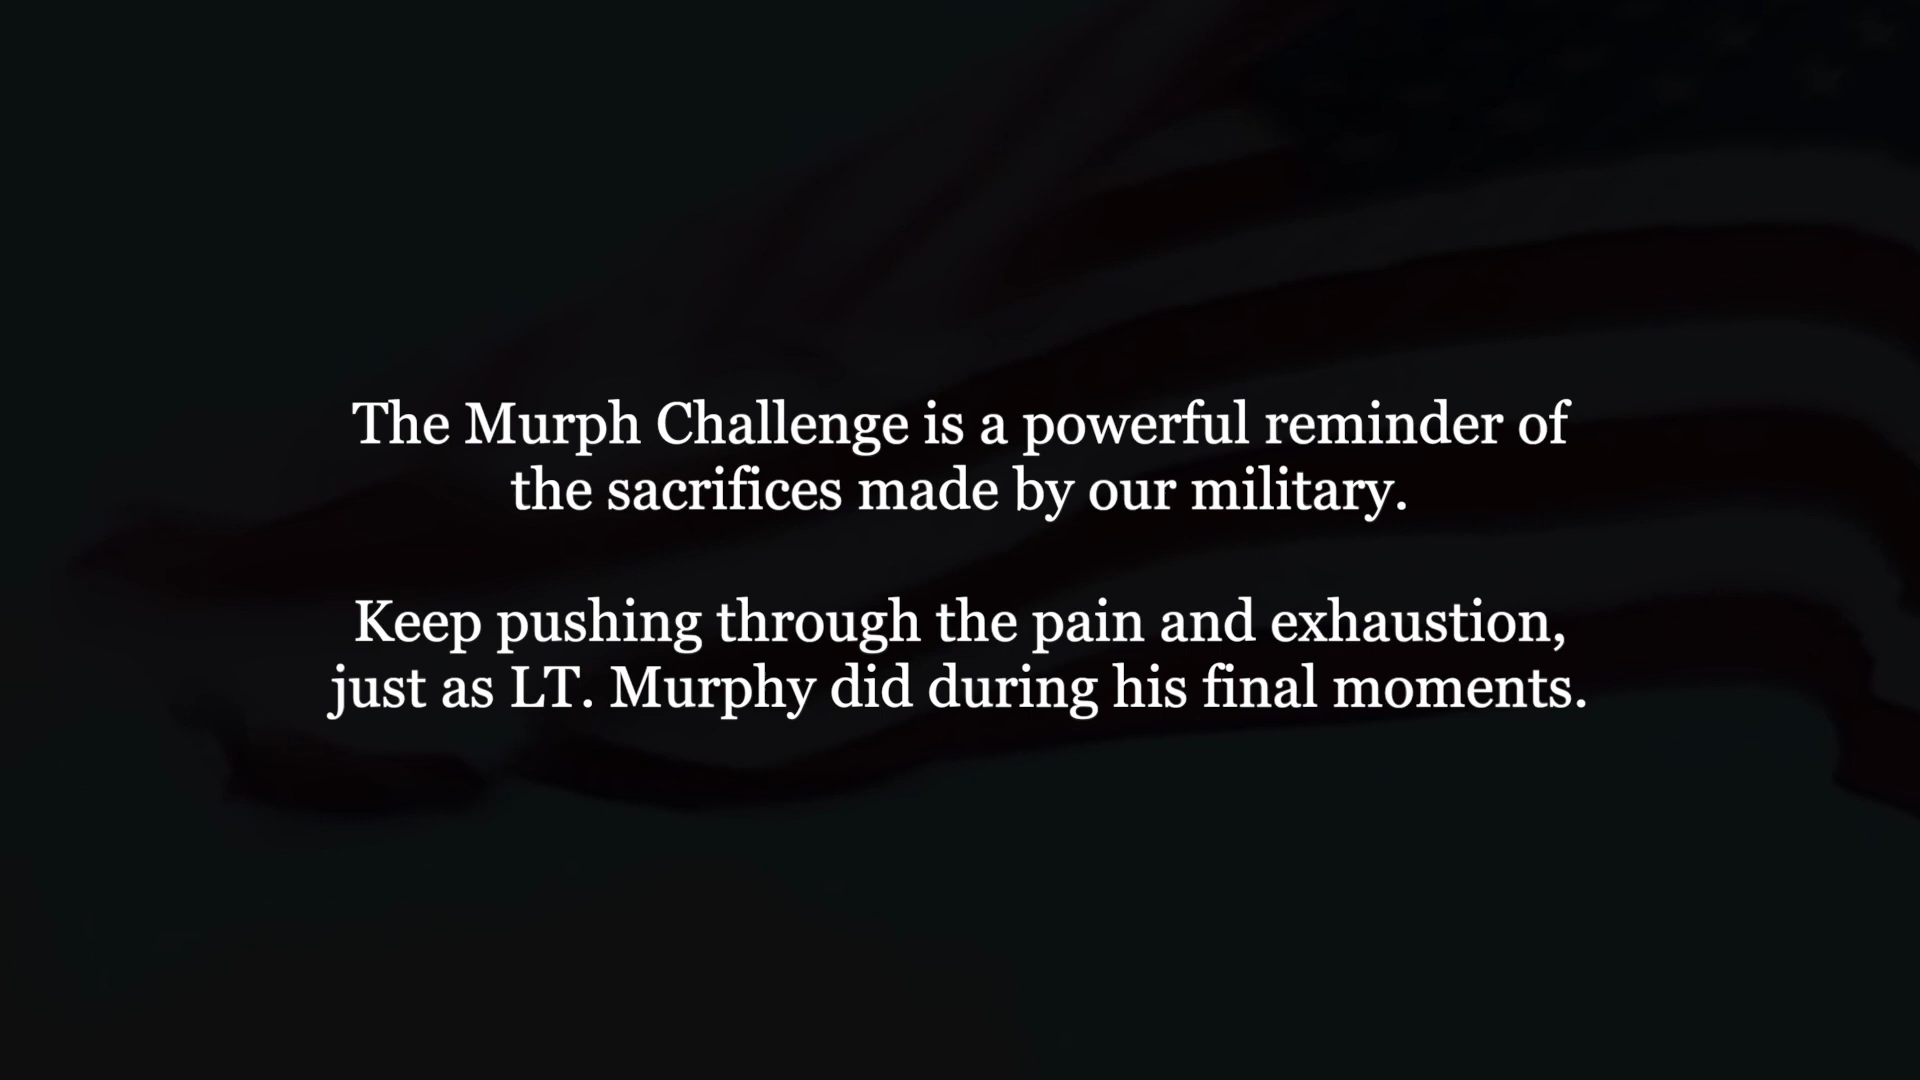 The Murph Challenge is a powerful reminder of
the sacrifices made by our military.
Keep pushing through the pain and exhaustion,
just as LT. Murphy did during his final moments.